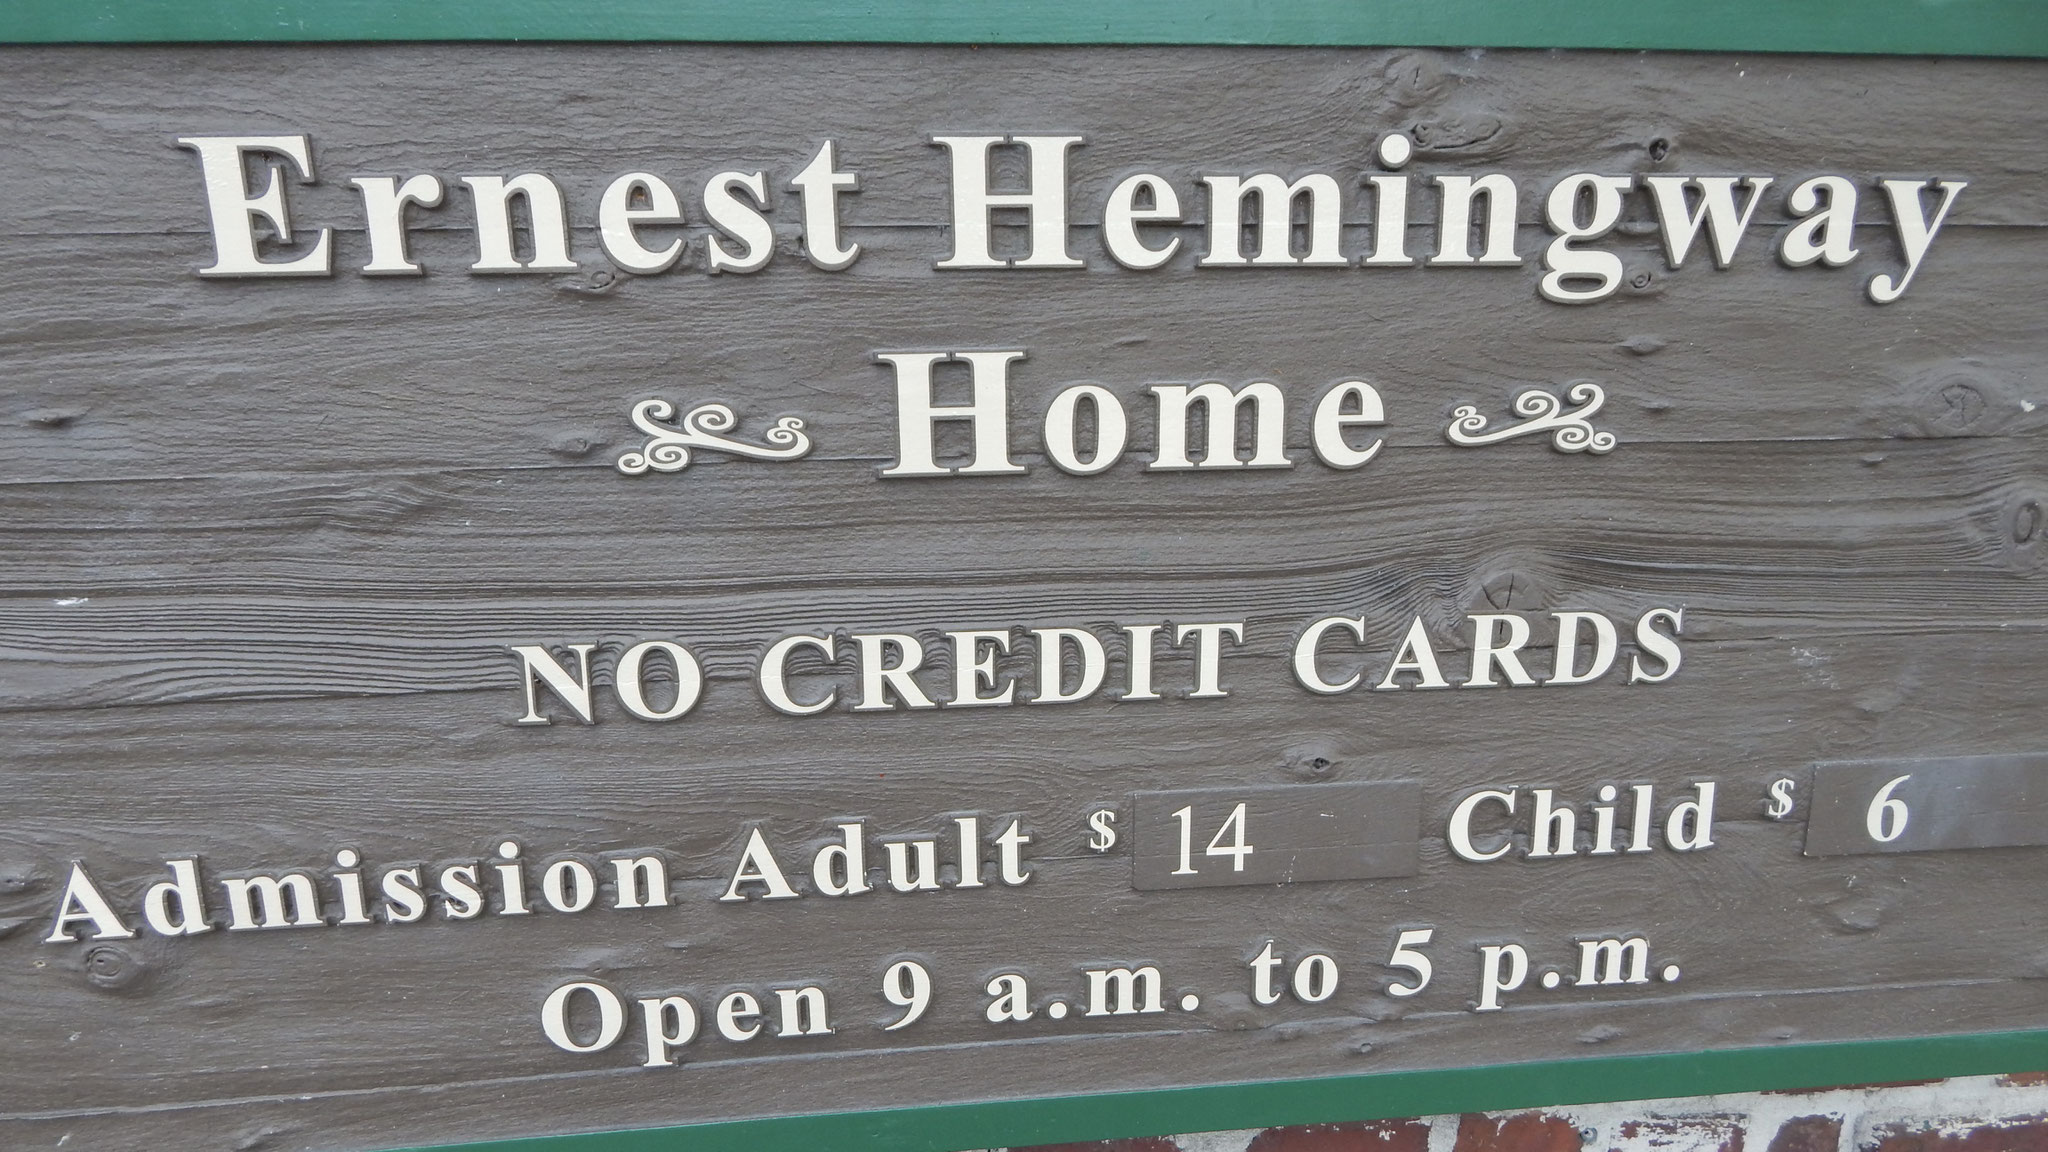 Ernest Hemingway
Home
NO CREDIT CARDS
Admission Adult $ 14 Child $ 6
Open 9 a.m. to 5 p.m.